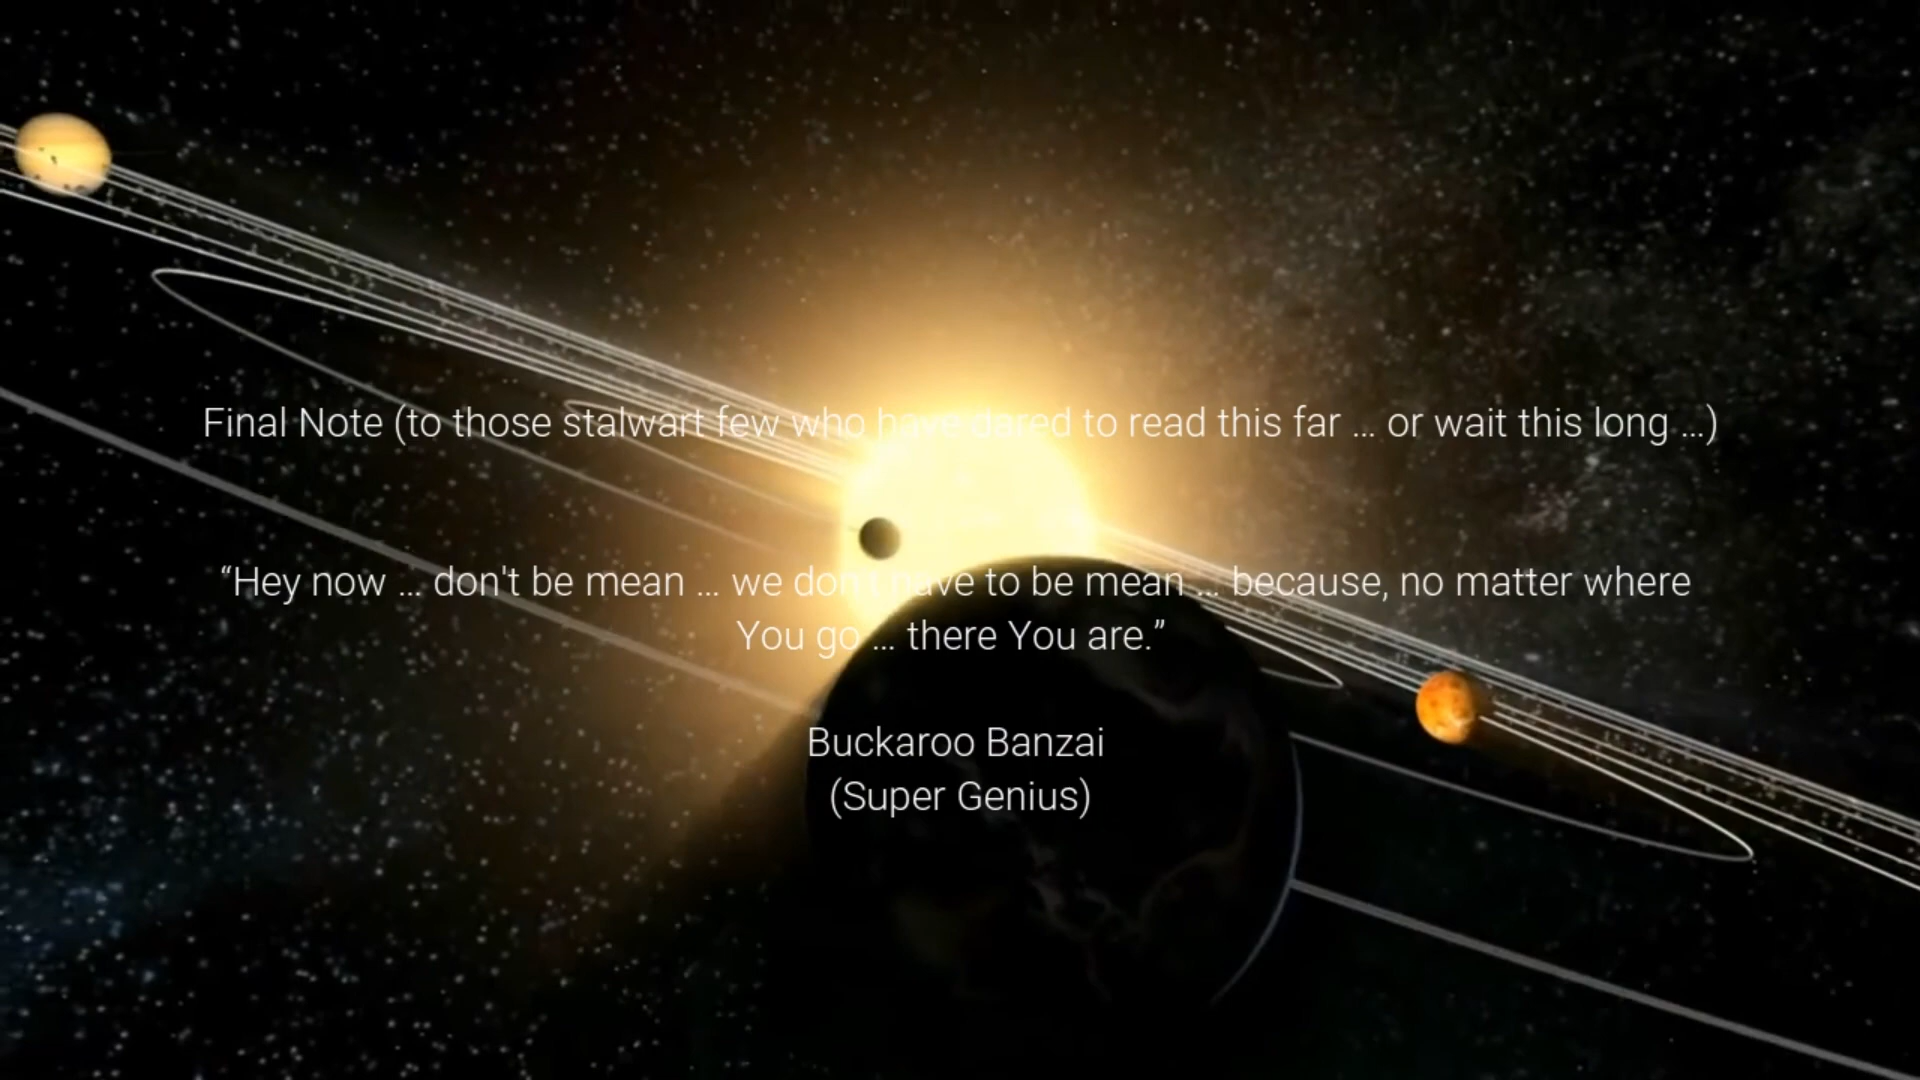 Final Note (to those stalwart few who have dared to read this far ... or wait this long ...)
“Hey now ... don't be mean ... we don't have to be mean ... because, no matter where
You go ... there You are.”
Buckaroo Banzai
(Super Genius)